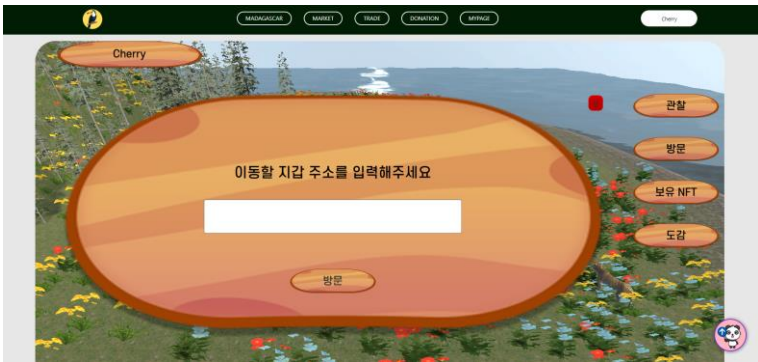 MADAGASCAR
MARKET
TRADE
DONATION
MYPAGE
Cherry
Cherry
관찰
방문
보유 NFT
도감
이동할 지갑 주소를 입력해주세요
방문